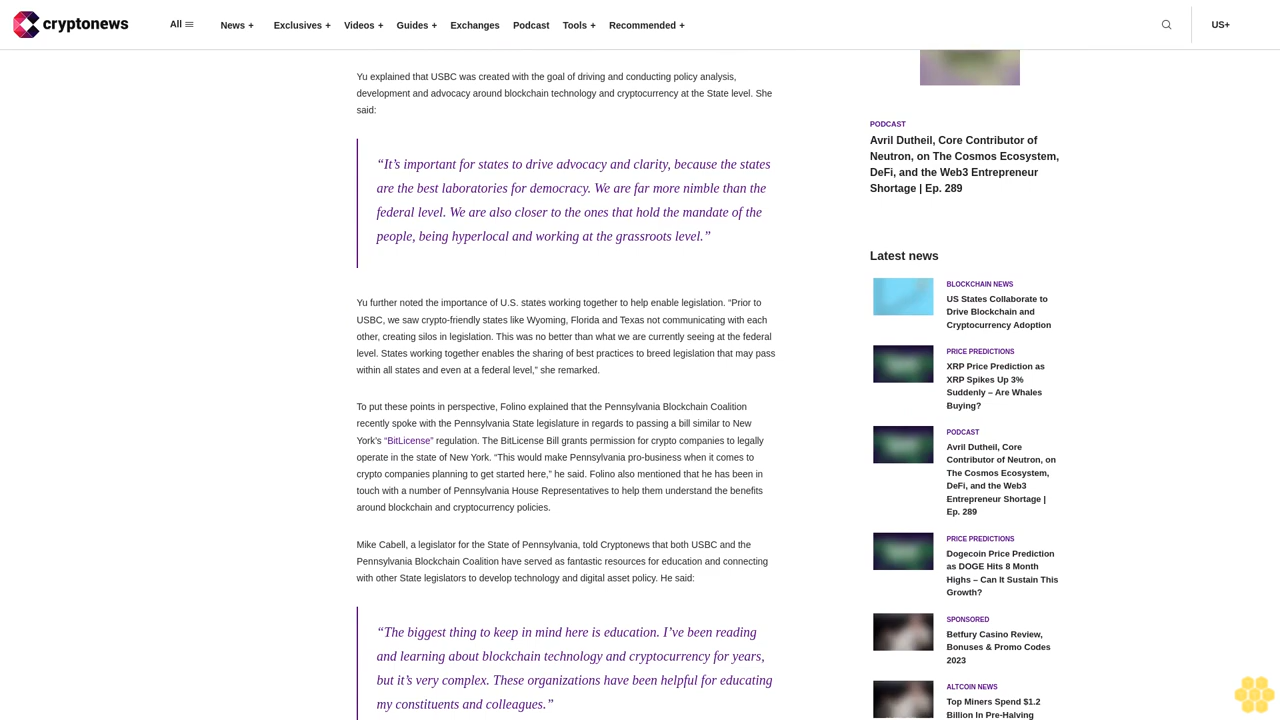 cryptonews
All
News +
Exclusives +
Videos +
Guides +
Exchanges
Podcast
Tools +
Recommended +
US+
Yu explained that USBC was created with the goal of driving and conducting policy analysis,
development and advocacy around blockchain technology and cryptocurrency at the State level. She
said:
“It’s important for states to drive advocacy and clarity, because the states
are the best laboratories for democracy. We are far more nimble than the
federal level. We are also closer to the ones that hold the mandate of the
people, being hyperlocal and working at the grassroots level.”
Yu further noted the importance of U.S. states working together to help enable legislation. “Prior to
USBC, we saw crypto-friendly states like Wyoming, Florida and Texas not communicating with each
other, creating silos in legislation. This was no better than what we are currently seeing at the federal
level. States working together enables the sharing of best practices to breed legislation that may pass
within all states and even at a federal level,” she remarked.
To put these points in perspective, Folino explained that the Pennsylvania Blockchain Coalition
recently spoke with the Pennsylvania State legislature in regards to passing a bill similar to New
York’s “BitLicense” regulation. The BitLicense Bill grants permission for crypto companies to legally
operate in the state of New York. “This would make Pennsylvania pro-business when it comes to
crypto companies planning to get started here,” he said. Folino also mentioned that he has been in
touch with a number of Pennsylvania House Representatives to help them understand the benefits
around blockchain and cryptocurrency policies.
Mike Cabell, a legislator for the State of Pennsylvania, told Cryptonews that both USBC and the
Pennsylvania Blockchain Coalition have served as fantastic resources for education and connecting
with other State legislators to develop technology and digital asset policy. He said:
“The biggest thing to keep in mind here is education. I’ve been reading
and learning about blockchain technology and cryptocurrency for years,
but it’s very complex. These organizations have been helpful for educating
my constituents and colleagues.”
PODCAST
Avril Dutheil, Core Contributor of
Neutron, on The Cosmos Ecosystem,
DeFi, and the Web3 Entrepreneur
Shortage | Ep. 289
Latest news
BLOCKCHAIN NEWS
US States Collaborate to
Drive Blockchain and
Cryptocurrency Adoption
PRICE PREDICTIONS
XRP Price Prediction as
XRP Spikes Up 3%
Suddenly – Are Whales
Buying?
PODCAST
Avril Dutheil, Core
Contributor of Neutron, on
The Cosmos Ecosystem,
DeFi, and the Web3
Entrepreneur Shortage |
Ep. 289
PRICE PREDICTIONS
Dogecoin Price Prediction
as DOGE Hits 8 Month
Highs – Can It Sustain This
Growth?
SPONSORED
Betfury Casino Review,
Bonuses & Promo Codes
2023
ALTCOIN NEWS
Top Miners Spend $1.2
Billion In Pre-Halving